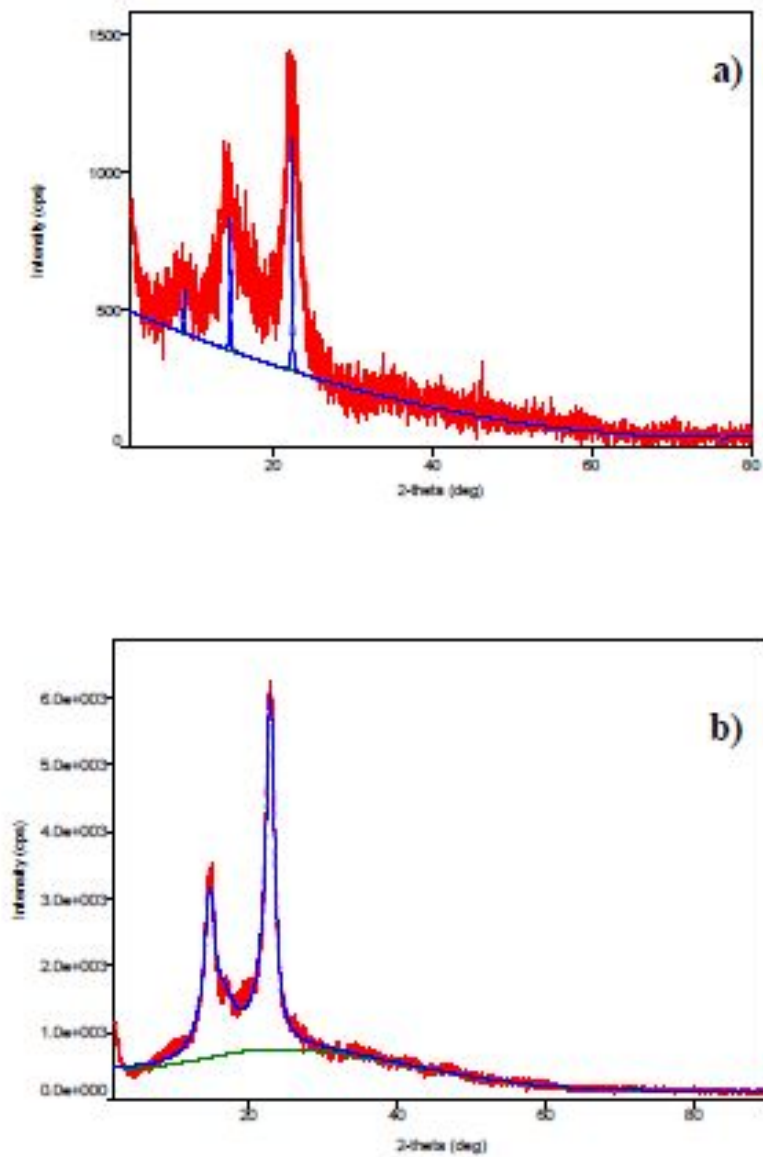 1500
a)
1000
Intensity (cps)
500
0
20
40
60
80
2-theta (deg)
6.0e+003
b)
5.0e+003
4.0e+003
Intensity (cps)
3.0e+003
2.0e+003
1.0e+003
0.0e+000
20
40
60
80
2-theta (deg)